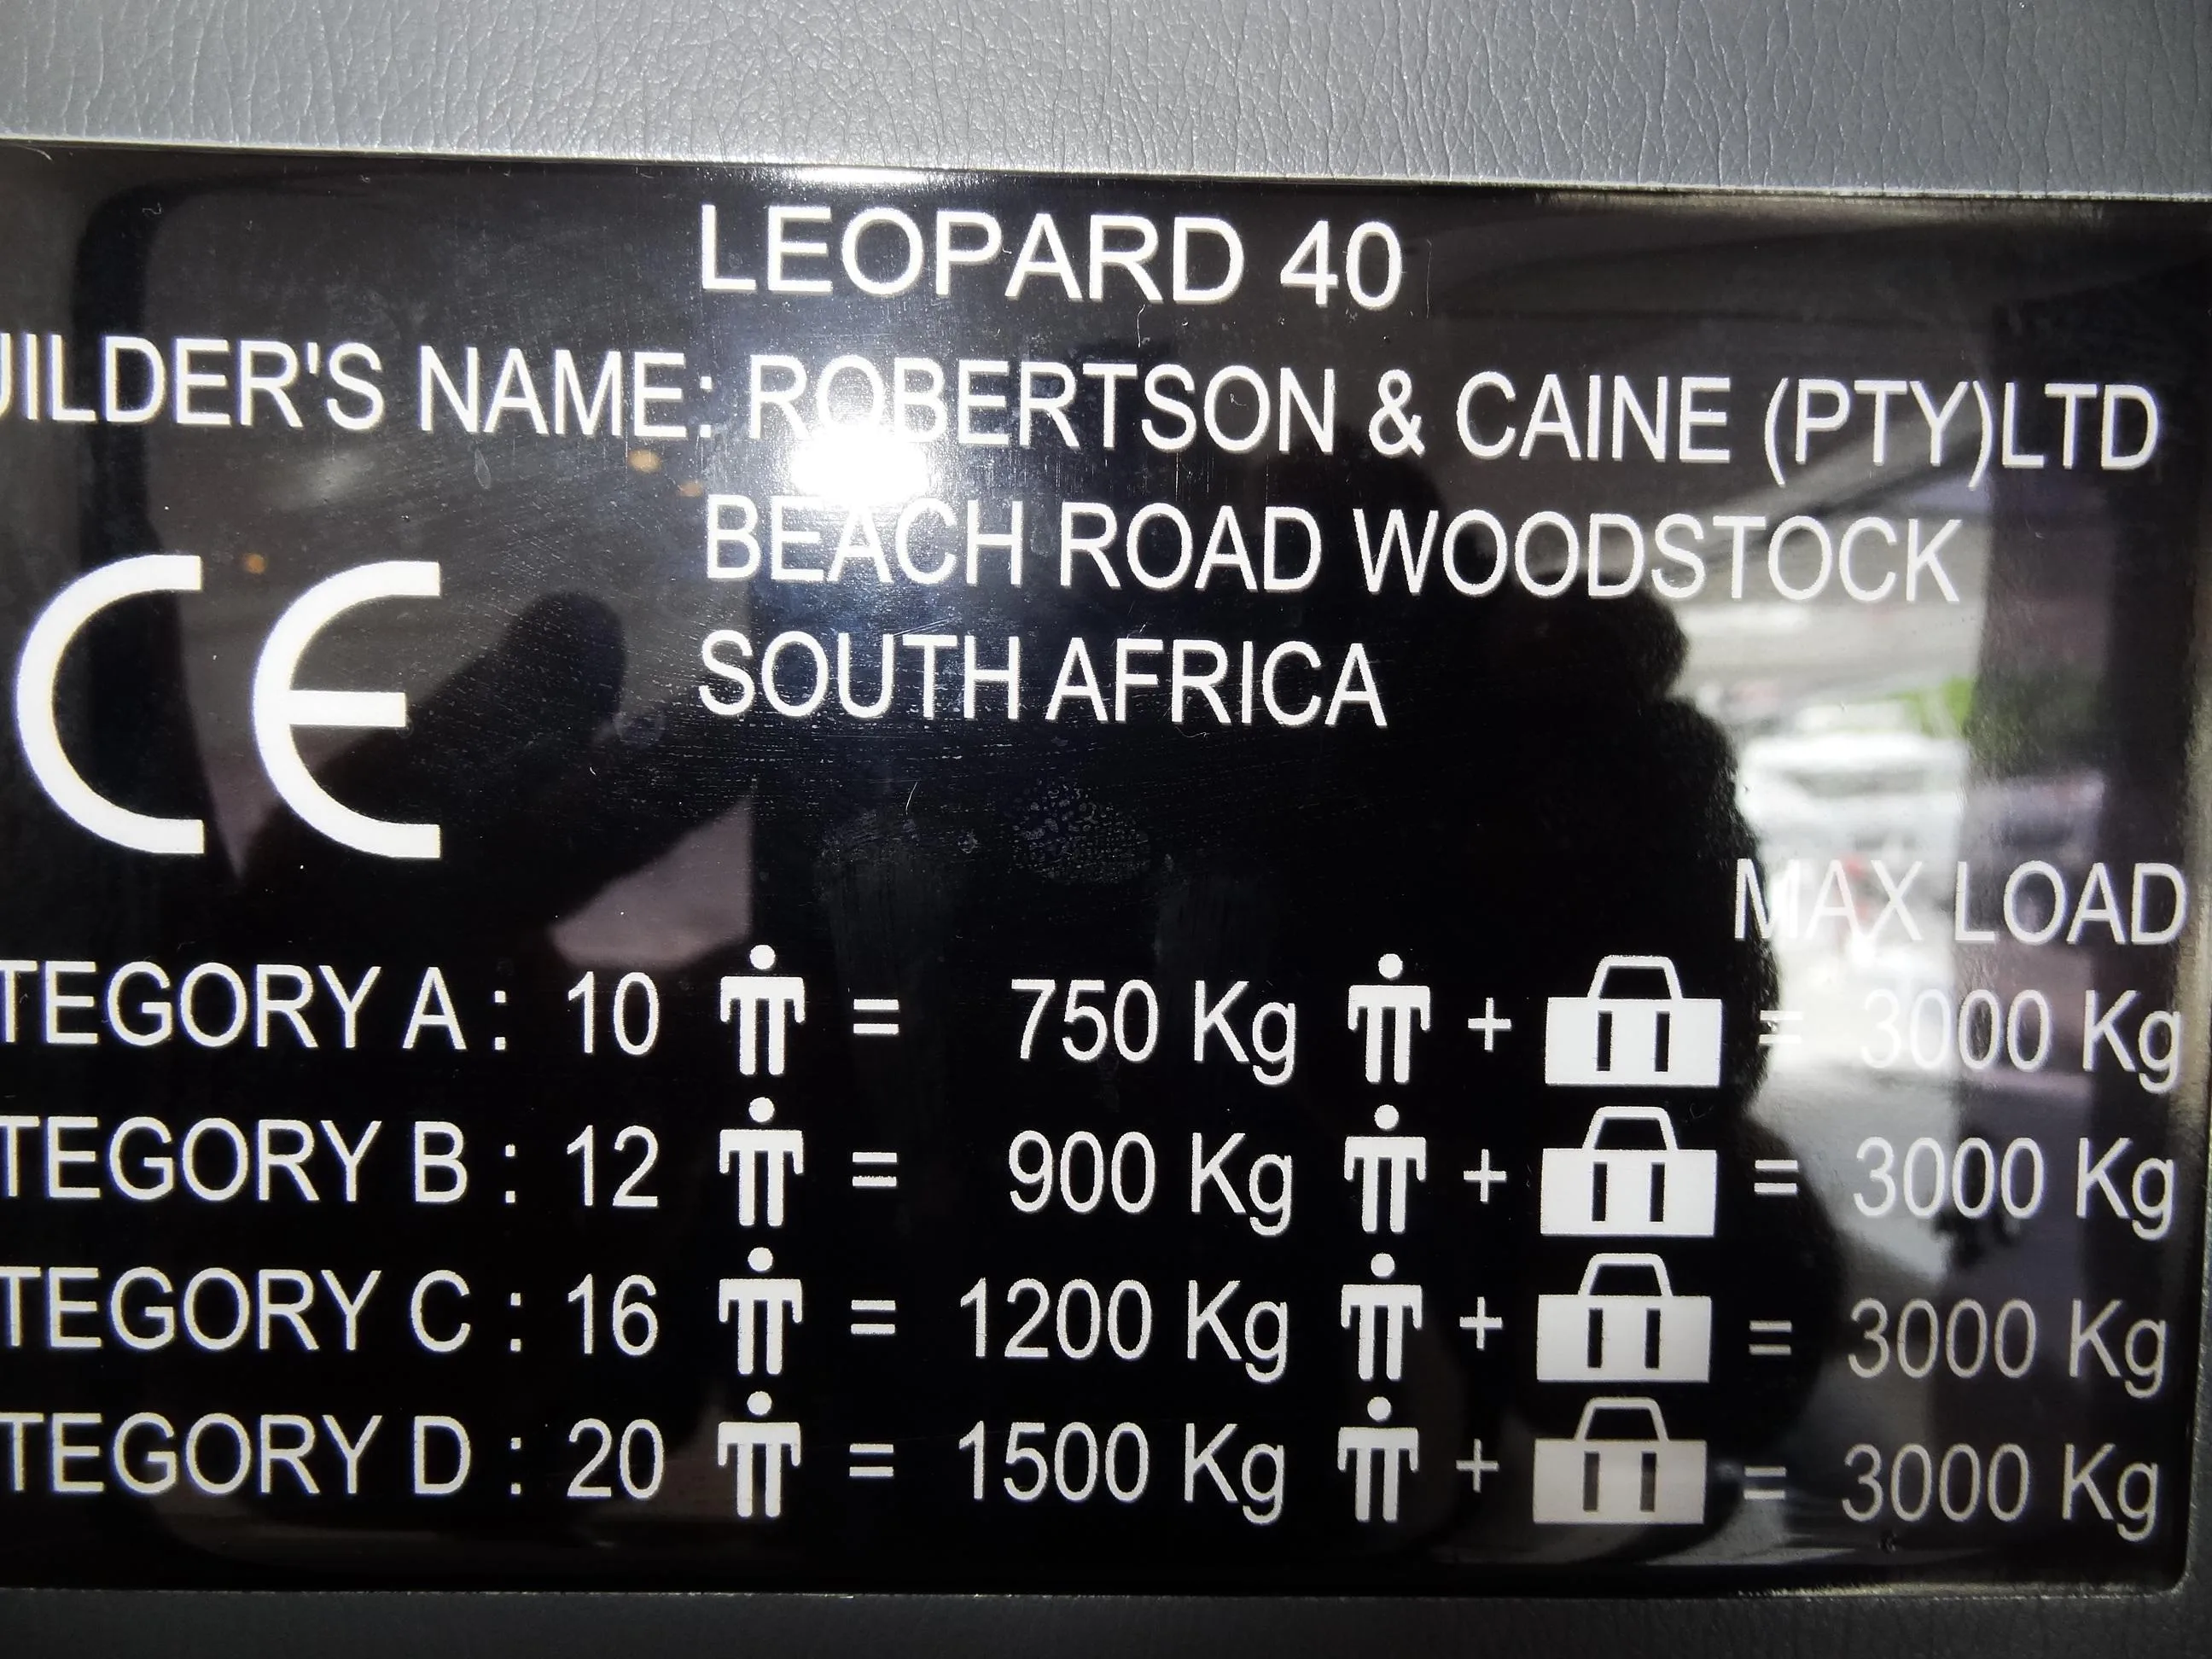 LEOPARD 40
UILDER'S NAME: ROBERTSON & CAINE (PTY)LTD
BEACH ROAD WOODSTOCK
SOUTH AFRICA
CE
MAX LOAD
TEGORY A : 10 = 750 Kg + = 3000 Kg
TEGORY B : 12 = 900 Kg + = 3000 Kg
TEGORY C : 16 = 1200 Kg + = 3000 Kg
TEGORY D : 20 = 1500 Kg + = 3000 Kg